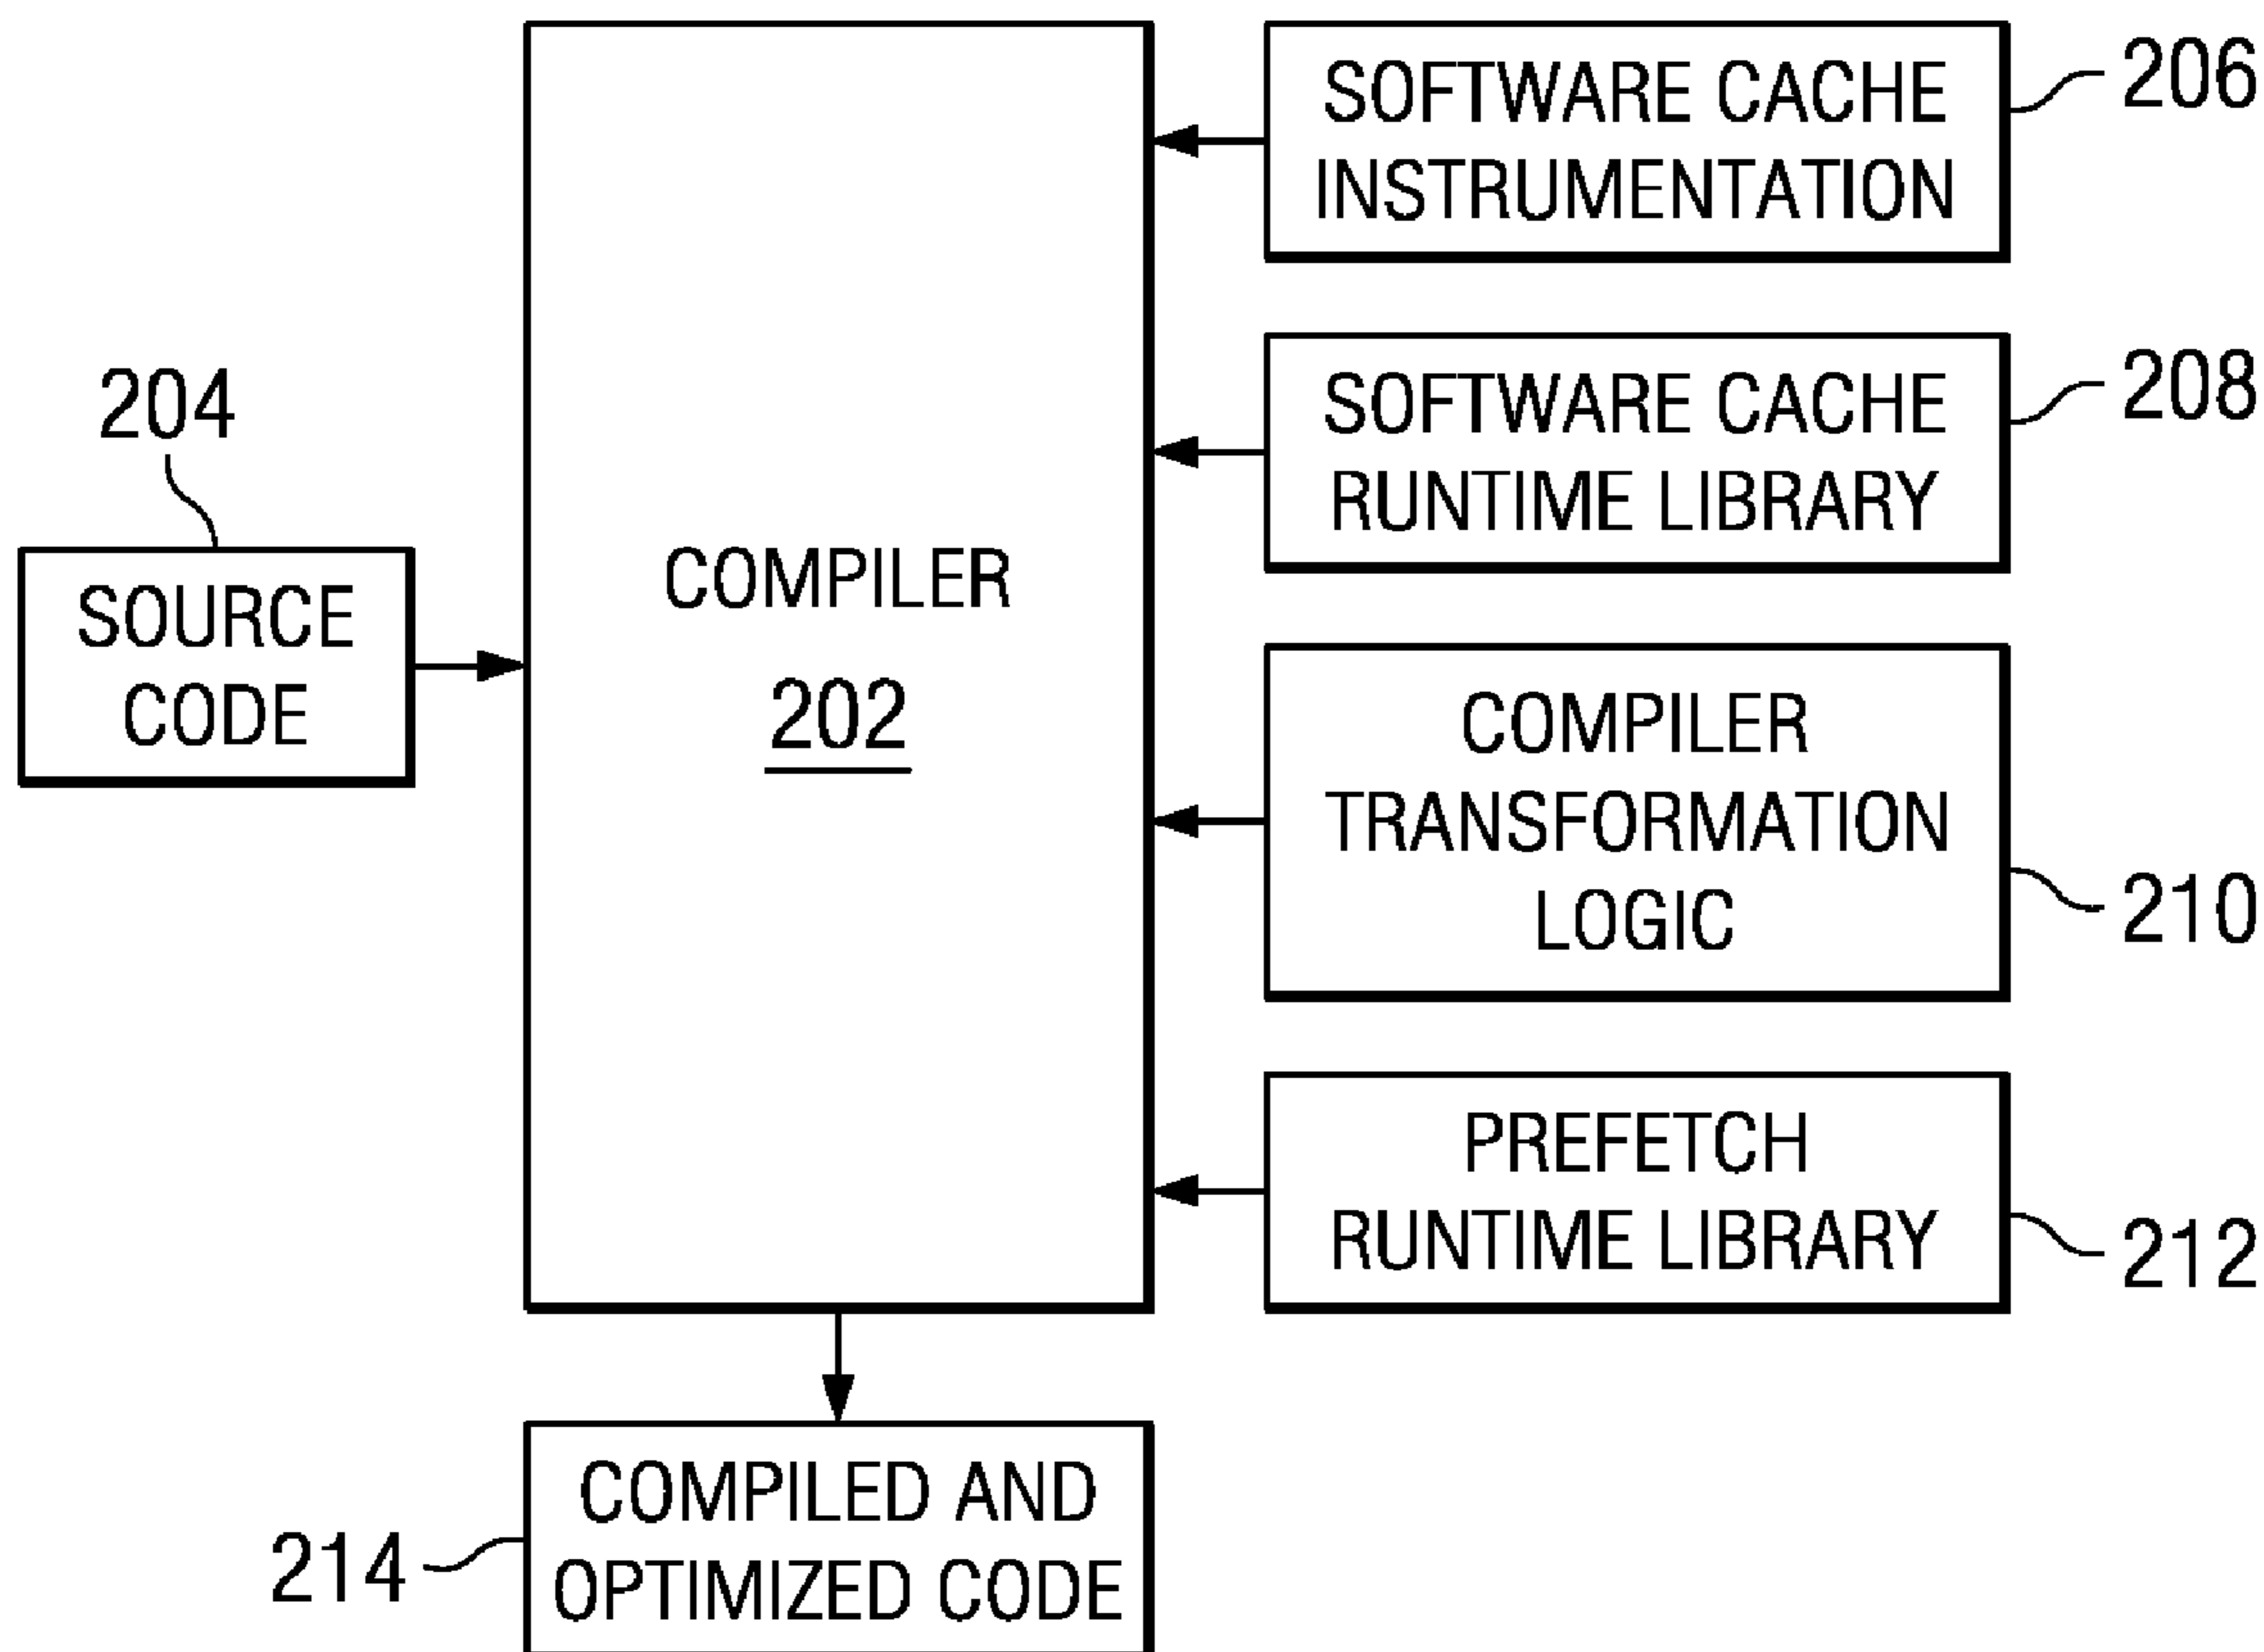 SOFTWARE CACHE
INSTRUMENTATION
206
SOFTWARE CACHE
RUNTIME LIBRARY
208
204
SOURCE
CODE
COMPILER
202
COMPILER
TRANSFORMATION
LOGIC
210
PREFETCH
RUNTIME LIBRARY
212
214
COMPILED AND
OPTIMIZED CODE